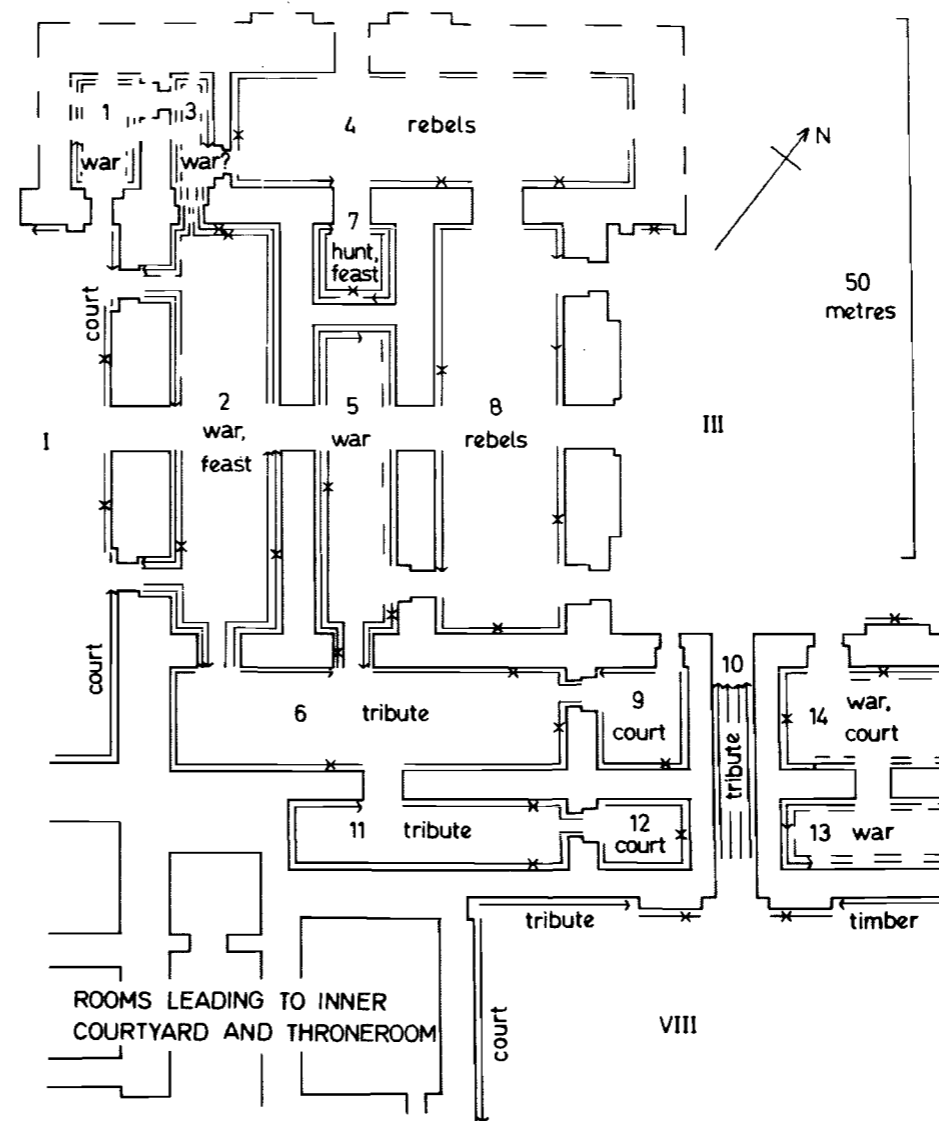 1
war
3
war?
4 rebels
N
7
hunt,
feast
50
metres
court
I
2
war,
feast
5
war
8
rebels
III
court
6 tribute
9
court
10
tribute
14 war,
court
11 tribute
12
court
13 war
tribute
timber
court
VIII
ROOMS LEADING TO INNER
COURTYARD AND THRONEROOM